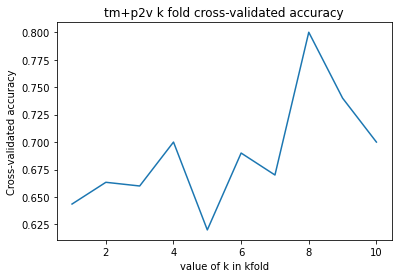 tm+p2v k fold cross-validated accuracy
Cross-validated accuracy
0.800
0.775
0.750
0.725
0.700
0.675
0.650
0.625
2 4 6 8 10
value of k in kfold